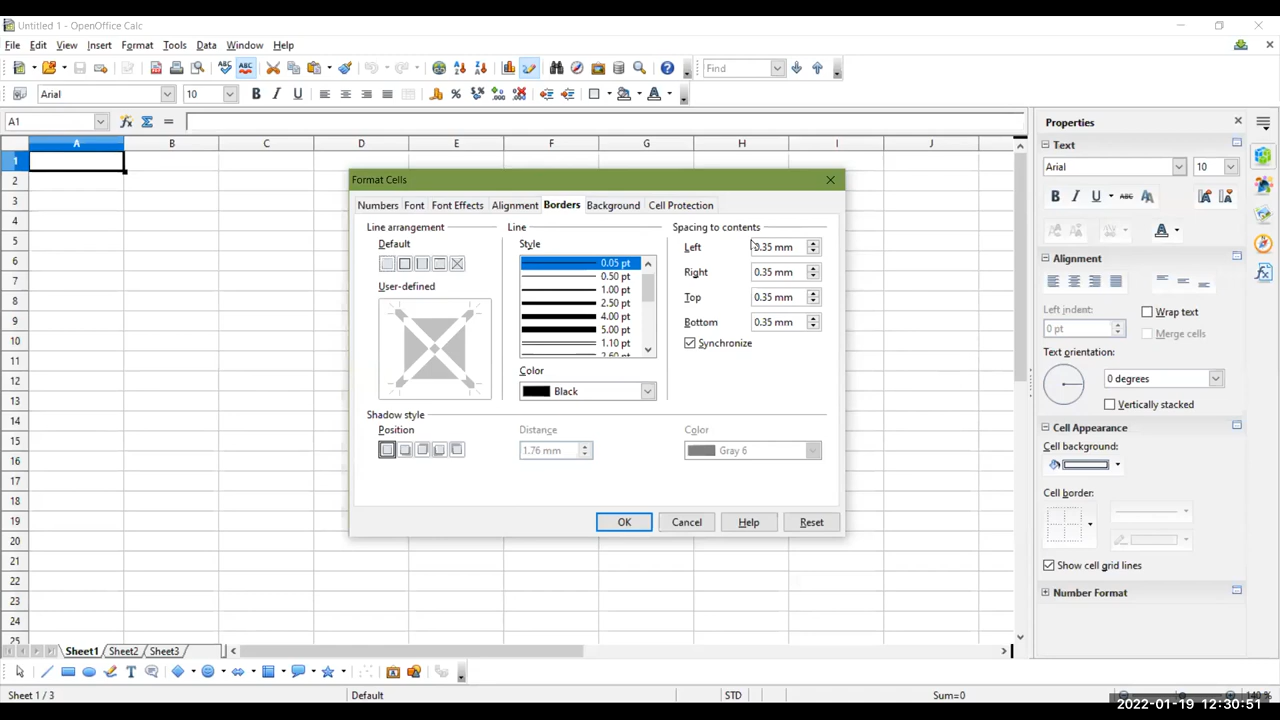 Untitled 1 - OpenOffice Calc
File Edit View Insert Format Tools Data Window Help
Find
Arial 10
A1
A B C D E F G H I J
1
2
3
4
5
6
7
8
9
10
11
12
13
14
15
16
17
18
19
20
21
22
23
24
25
Format Cells
Numbers Font Font Effects Alignment Borders Background Cell Protection
Line arrangement
Default
User-defined
Line
Style
0.05 pt
0.50 pt
1.00 pt
2.50 pt
4.00 pt
5.00 pt
1.10 pt
2.60 pt
Color
Black
Spacing to contents
Left 0.35 mm
Right 0.35 mm
Top 0.35 mm
Bottom 0.35 mm
Synchronize
Shadow style
Position
Distance
1.76 mm
Color
Gray 6
OK Cancel Help Reset
Properties
Text
Arial 10
Alignment
Left indent:
0 pt
Wrap text
Merge cells
Text orientation:
0 degrees
Vertically stacked
Cell Appearance
Cell background:
Cell border:
Show cell grid lines
Number Format
Sheet1 Sheet2 Sheet3
Sheet 1 / 3 Default STD Sum=0 140 %
2022-01-19 12:30:51